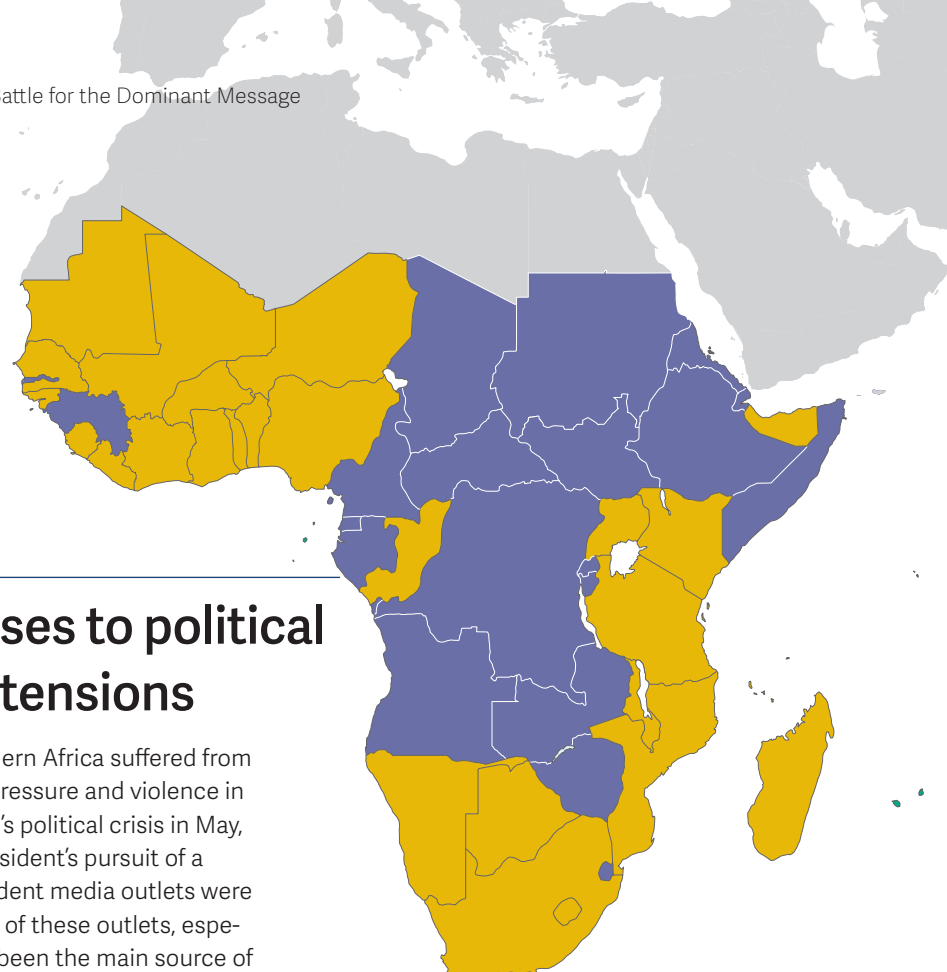 attle for the Dominant Message
ses to political
tensions
ern Africa suffered from
ressure and violence in
’s political crisis in May,
sident’s pursuit of a
dent media outlets were
of these outlets, espe-
been the main source of